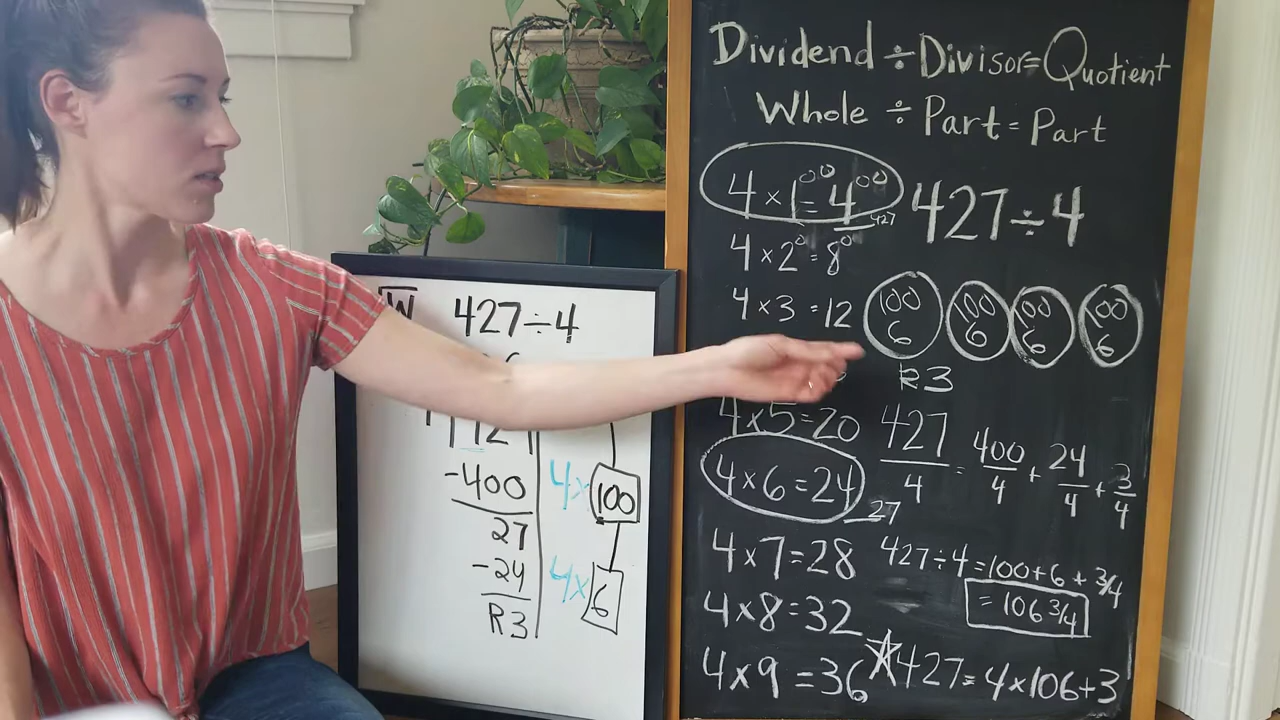 W 427÷4
-400
4× 100
27
-24
4× 6
R3
Dividend ÷ Divisor = Quotient
Whole ÷ Part = Part
4×1⁰⁰=4⁰⁰
427
427÷4
4×2⁰=8⁰
4×3=12
100 100 100 100
6 6 6 6
R3
4×5=20
427/4 = 400/4 + 24/4 + 3/4
4×6=24
27
4×7=28
427÷4=100+6+3/4
=106 3/4
4×8=32
4×9=36
☆427=4×106+3